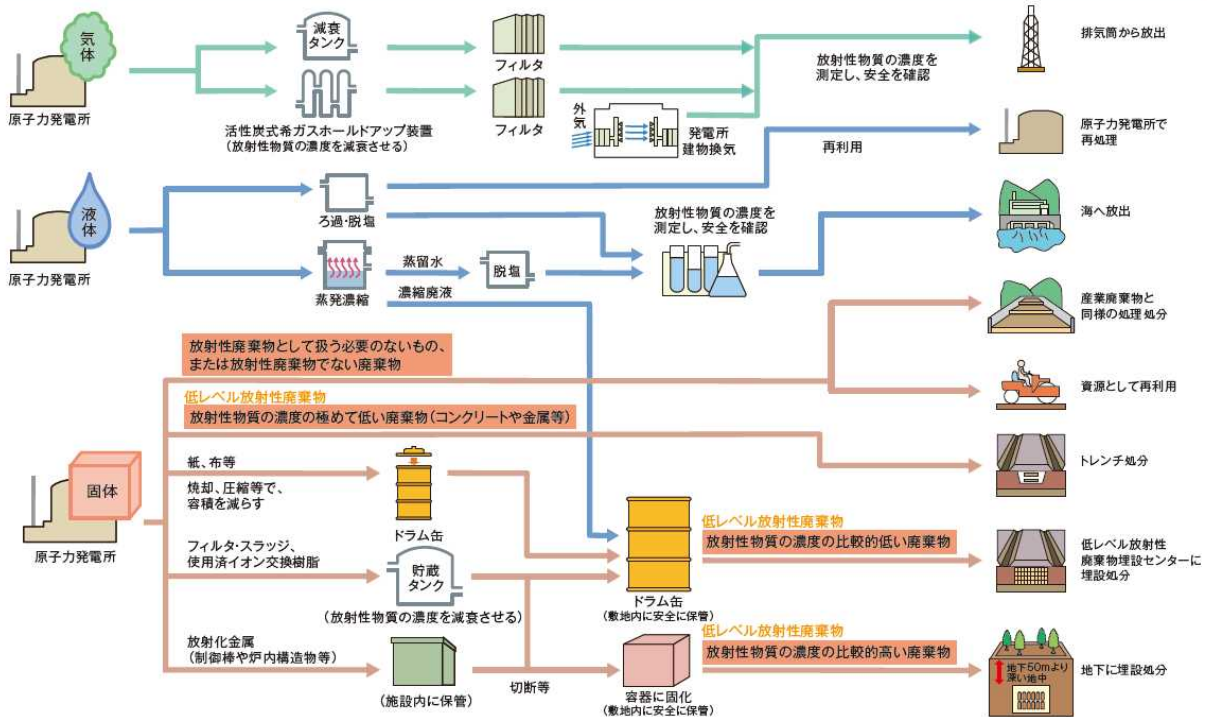 気体
原子力発電所
減衰
タンク
フィルタ
活性炭式希ガスホールドアップ装置
(放射性物質の濃度を減衰させる)
フィルタ
外気
発電所
建物換気
放射性物質の濃度を
測定し、安全を確認
排気筒から放出
再利用
原子力発電所で
再処理
液体
原子力発電所
ろ過・脱塩
蒸発濃縮
蒸留水
濃縮廃液
脱塩
放射性物質の濃度を
測定し、安全を確認
海へ放出
産業廃棄物と
同様の処理処分
放射性廃棄物として扱う必要のないもの、
または放射性廃棄物でない廃棄物
資源として再利用
低レベル放射性廃棄物
放射性物質の濃度の極めて低い廃棄物(コンクリートや金属等)
トレンチ処分
固体
原子力発電所
紙、布等
焼却、圧縮等で、
容積を減らす
ドラム缶
フィルタ・スラッジ、
使用済イオン交換樹脂
貯蔵
タンク
(放射性物質の濃度を減衰させる)
ドラム缶
(敷地内に安全に保管)
低レベル放射性廃棄物
放射性物質の濃度の比較的低い廃棄物
低レベル放射性
廃棄物埋設センターに
埋設処分
放射化金属
(制御棒や炉内構造物等)
(施設内に保管)
切断等
容器に固化
(敷地内に安全に保管)
低レベル放射性廃棄物
放射性物質の濃度の比較的高い廃棄物
地下50mより
深い地中
地下に埋設処分